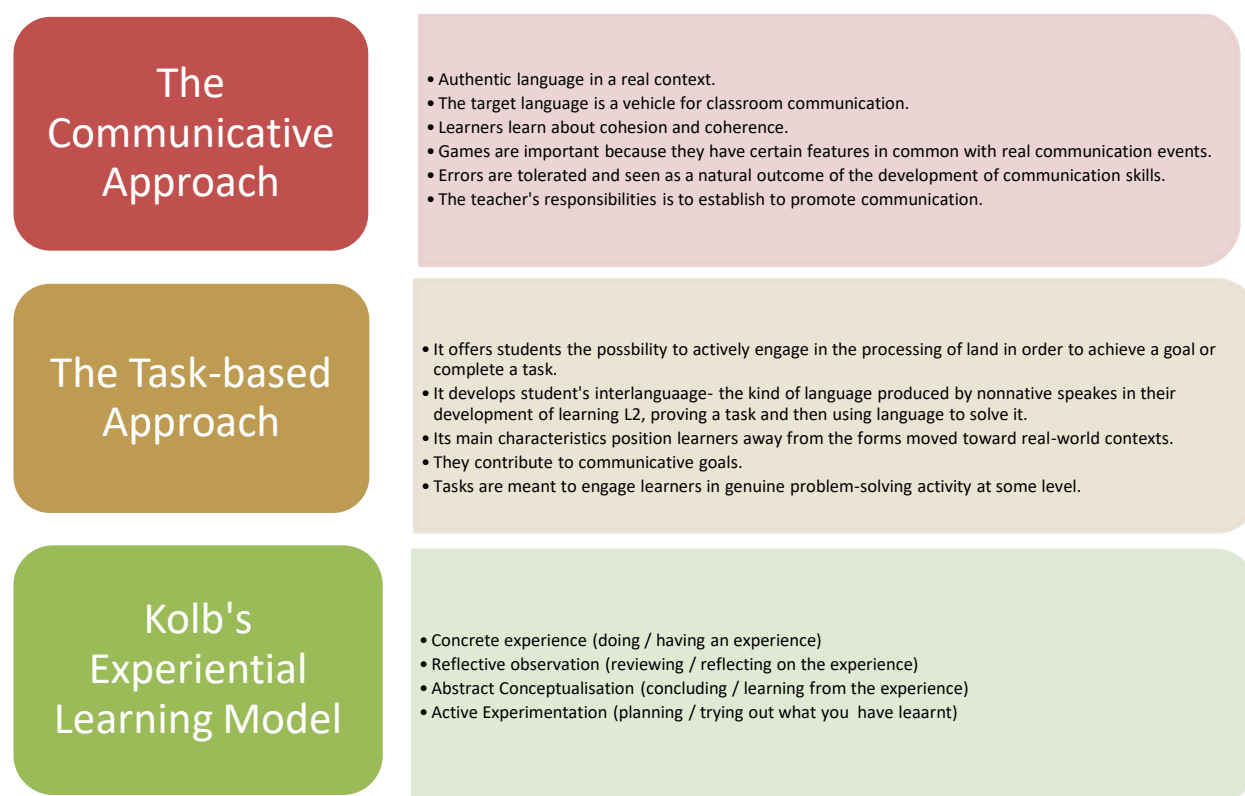 The
Communicative
Approach
• Authentic language in a real context.
• The target language is a vehicle for classroom communication.
• Learners learn about cohesion and coherence.
• Games are important because they have certain features in common with real communication events.
• Errors are tolerated and seen as a natural outcome of the development of communication skills.
• The teacher's responsibilities is to establish to promote communication.
The Task-based
Approach
• It offers students the possbility to actively engage in the processing of land in order to achieve a goal or
complete a task.
• It develops student's interlanguaage- the kind of language produced by nonnative speakes in their
development of learning L2, proving a task and then using language to solve it.
• Its main characteristics position learners away from the forms moved toward real-world contexts.
• They contribute to communicative goals.
• Tasks are meant to engage learners in genuine problem-solving activity at some level.
Kolb's
Experiential
Learning Model
• Concrete experience (doing / having an experience)
• Reflective observation (reviewing / reflecting on the experience)
• Abstract Conceptualisation (concluding / learning from the experience)
• Active Experimentation (planning / trying out what you have leaarnt)